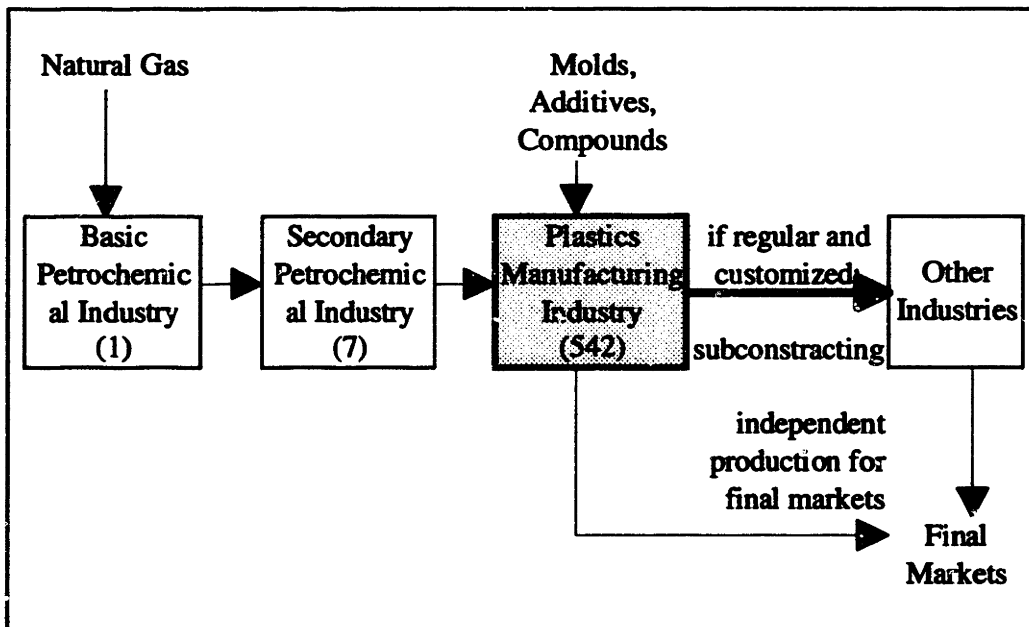 Natural Gas
Molds,
Additives,
Compounds
Basic
Petrochemic
al Industry
(1)
Secondary
Petrochemic
al Industry
(7)
Plastics
Manufacturing
Industry
(542)
if regular and
customized:
subconstracting
Other
Industries
independent
production for
final markets
Final
Markets